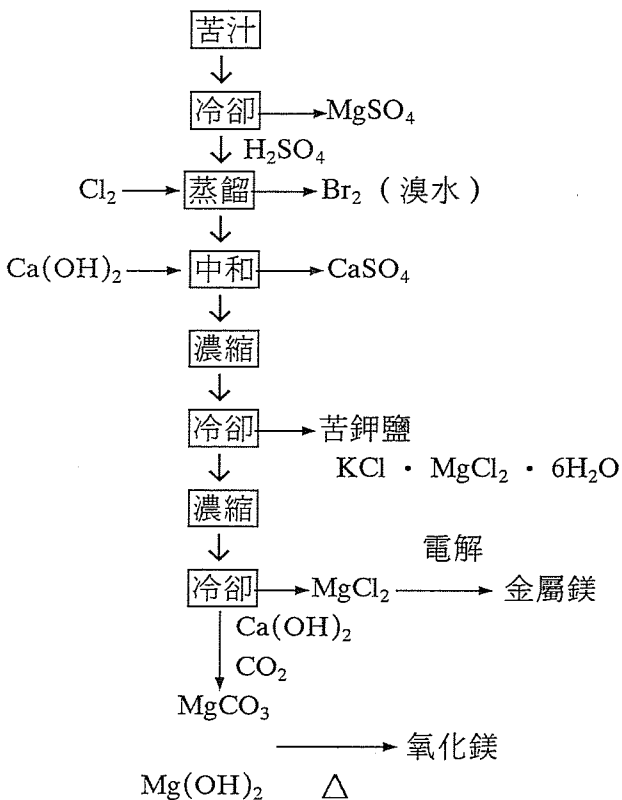 苦汁
冷卻 MgSO₄
H₂SO₄
Cl₂ 蒸餾 Br₂（溴水）
Ca(OH)₂ 中和 CaSO₄
濃縮
冷卻 苦鉀鹽
KCl・MgCl₂・6H₂O
濃縮
電解
冷卻 MgCl₂ 金屬鎂
Ca(OH)₂
CO₂
MgCO₃
氧化鎂
Mg(OH)₂ △